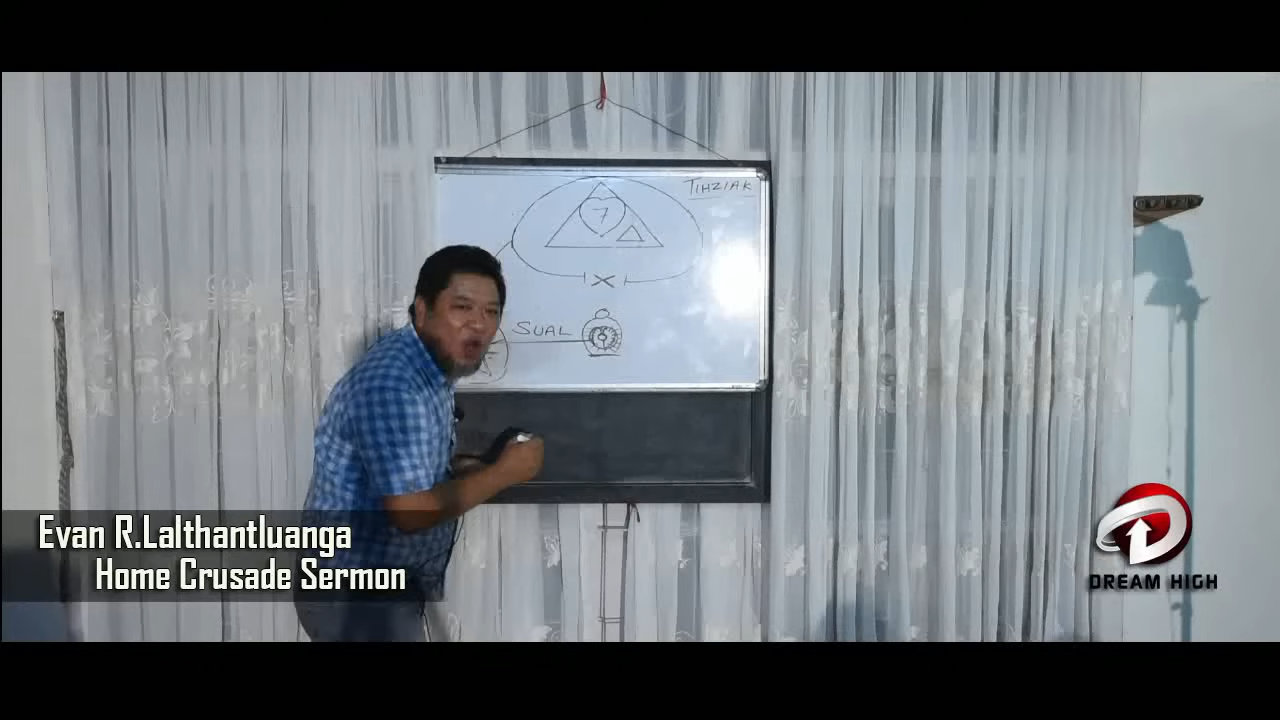 TIHZIAK
7
X
SUAL
Evan R.Lalthantluanga
Home Crusade Sermon
DREAM HIGH